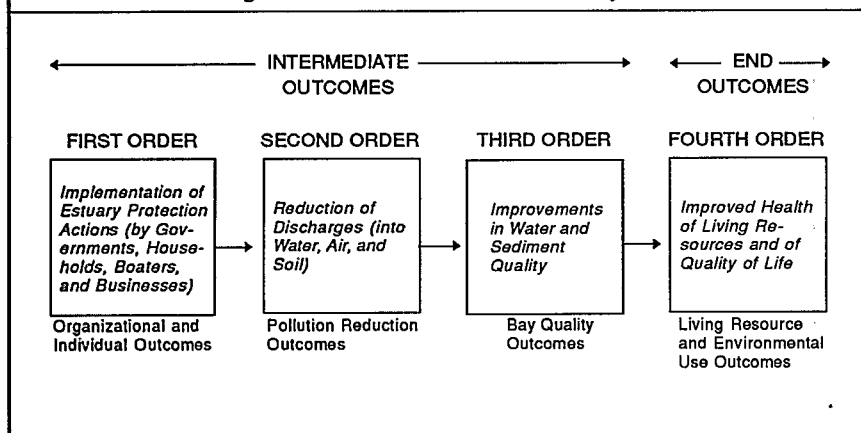 INTERMEDIATE
OUTCOMES
END
OUTCOMES
FIRST ORDER
Implementation of
Estuary Protection
Actions (by Gov-
ernments, House-
holds, Boaters,
and Businesses)
Organizational and
Individual Outcomes
SECOND ORDER
Reduction of
Discharges (into
Water, Air, and
Soil)
Pollution Reduction
Outcomes
THIRD ORDER
Improvements
in Water and
Sediment
Quality
Bay Quality
Outcomes
FOURTH ORDER
Improved Health
of Living Re-
sources and of
Quality of Life
Living Resource
and Environmental
Use Outcomes